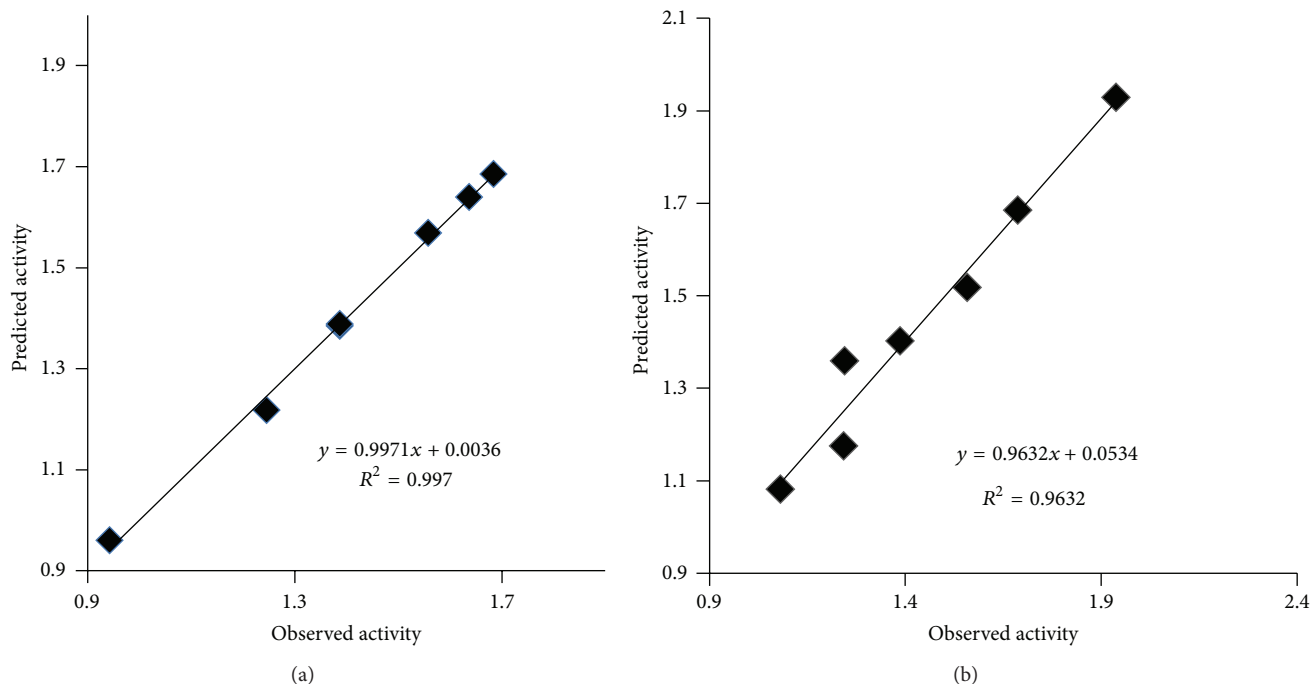 1.9
1.7
1.5
1.3
1.1
0.9
Predicted activity
y = 0.9971x + 0.0036
R² = 0.997
0.9
1.3
1.7
Observed activity
(a)
2.1
1.9
1.7
1.5
1.3
1.1
0.9
Predicted activity
y = 0.9632x + 0.0534
R² = 0.9632
0.9
1.4
1.9
2.4
Observed activity
(b)